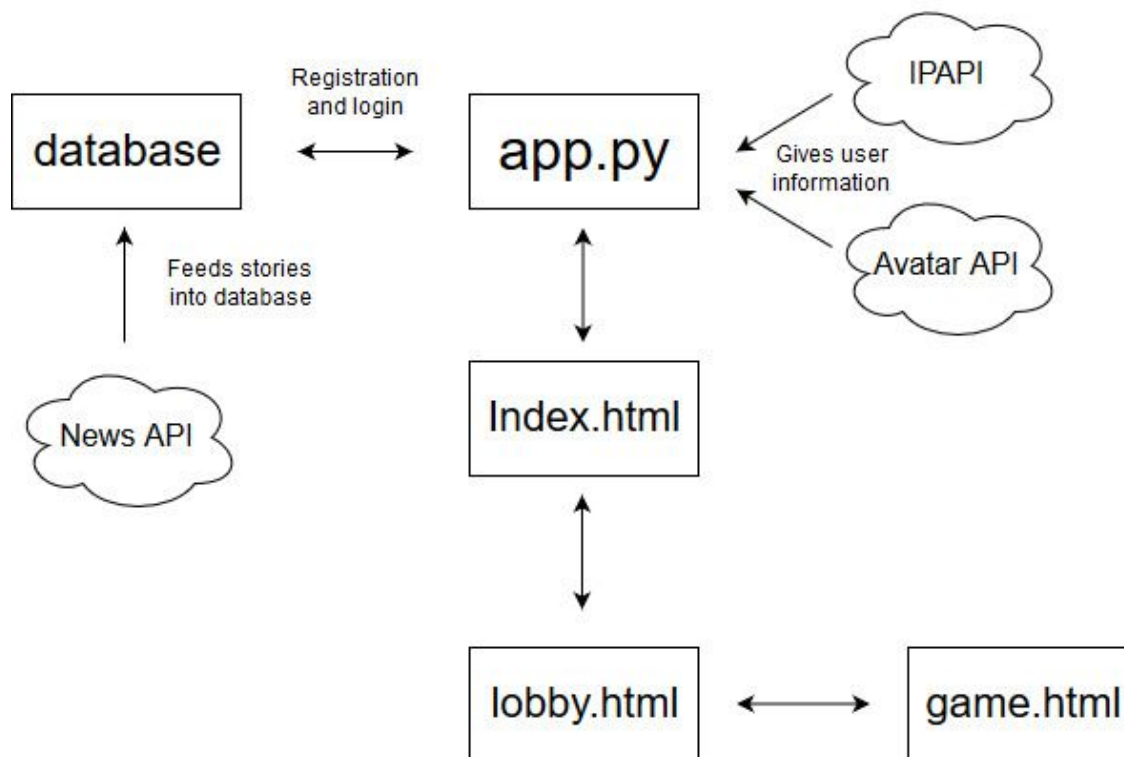 IPAPI
Registration
and login
database
app.py
Gives user
information
Avatar API
Feeds stories
into database
Index.html
News API
lobby.html
game.html